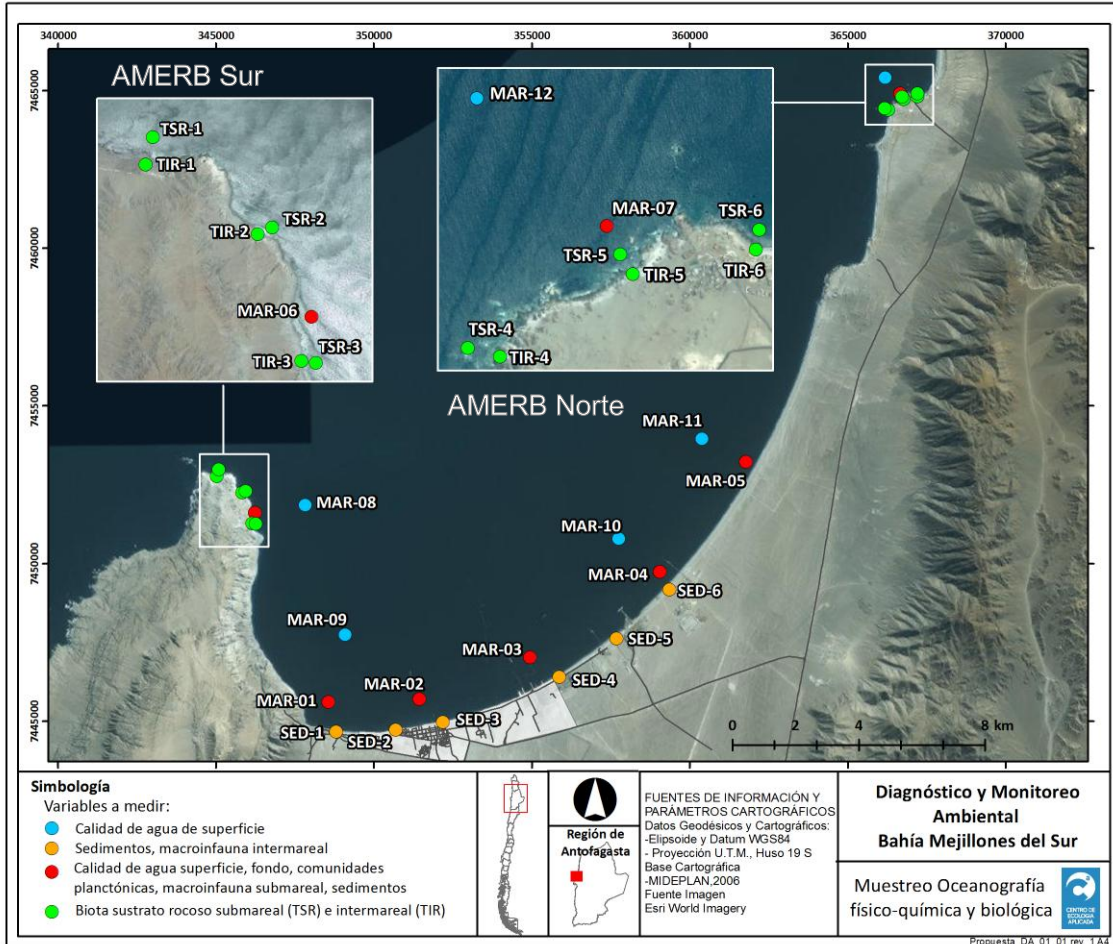 340000 345000 350000 355000 360000 365000 370000
7465000
7460000
7455000
7450000
7445000
AMERB Sur
TSR-1
TIR-1
TSR-2
TIR-2
MAR-06
TIR-3
TSR-3
MAR-12
MAR-07
TSR-6
TSR-5
TIR-5
TIR-6
TSR-4
TIR-4
AMERB Norte
MAR-11
MAR-05
MAR-08
MAR-10
MAR-04
SED-6
MAR-09
MAR-03
SED-5
SED-4
MAR-01
MAR-02
SED-3
SED-1
SED-2
0 2 4 8 km
Simbología
Variables a medir:
Calidad de agua de superficie
Sedimentos, macroinfauna intermareal
Calidad de agua superficie, fondo, comunidades
planctónicas, macroinfauna submareal, sedimentos
Biota sustrato rocoso submareal (TSR) e intermareal (TIR)
Región de
Antofagasta
FUENTES DE INFORMACIÓN Y
PARÁMETROS CARTOGRÁFICOS
Datos Geodésicos y Cartográficos:
-Elipsoide y Datum WGS84
- Proyección U.T.M., Huso 19 S
Base Cartográfica
-MIDEPLAN,2006
Fuente Imagen
Esri World Imagery
Diagnóstico y Monitoreo
Ambiental
Bahía Mejillones del Sur
Muestreo Oceanografía
físico-química y biológica
CENTRO DE
ECOLOGÍA
APLICADA
Propuesta_DA_01_01 rev_1 A4